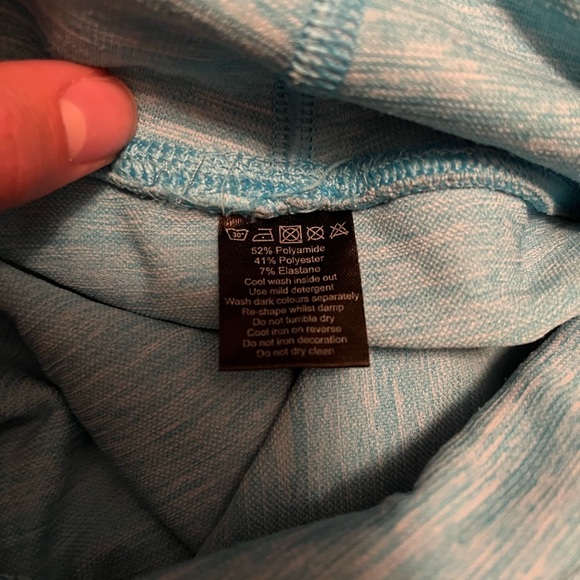 30°
52% Polyamide
41% Polyester
7% Elastane
Cool wash inside out
Use mild detergent
Wash dark colours separately
Re-shape whilst damp
Do not tumble dry
Cool iron on reverse
Do not iron decoration
Do not dry clean